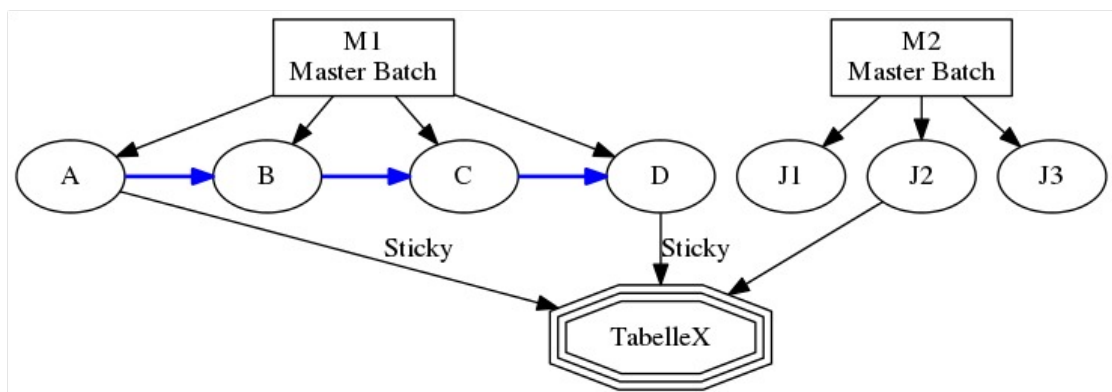 M1
Master Batch
M2
Master Batch
A
B
C
D
J1
J2
J3
Sticky
Sticky
TabelleX